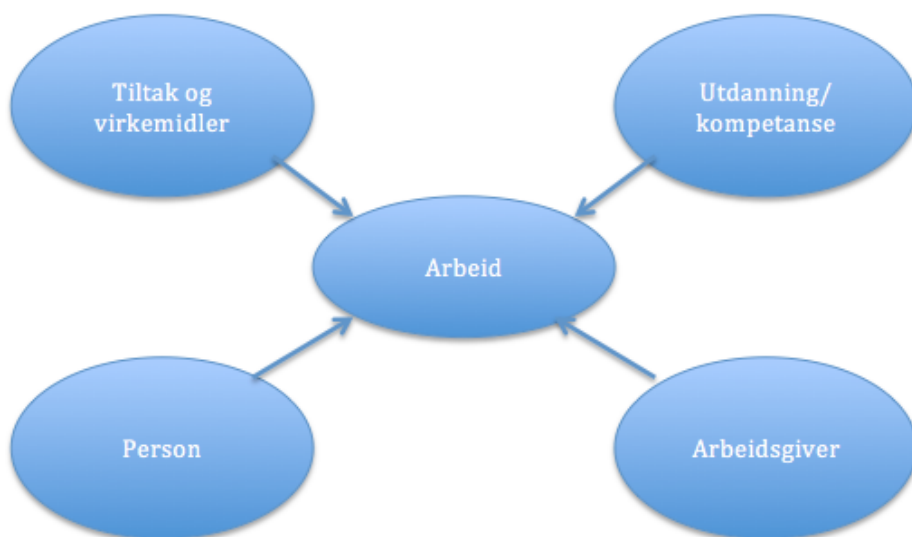 Tiltak og
virkemidler
Utdanning/
kompetanse
Arbeid
Person
Arbeidsgiver